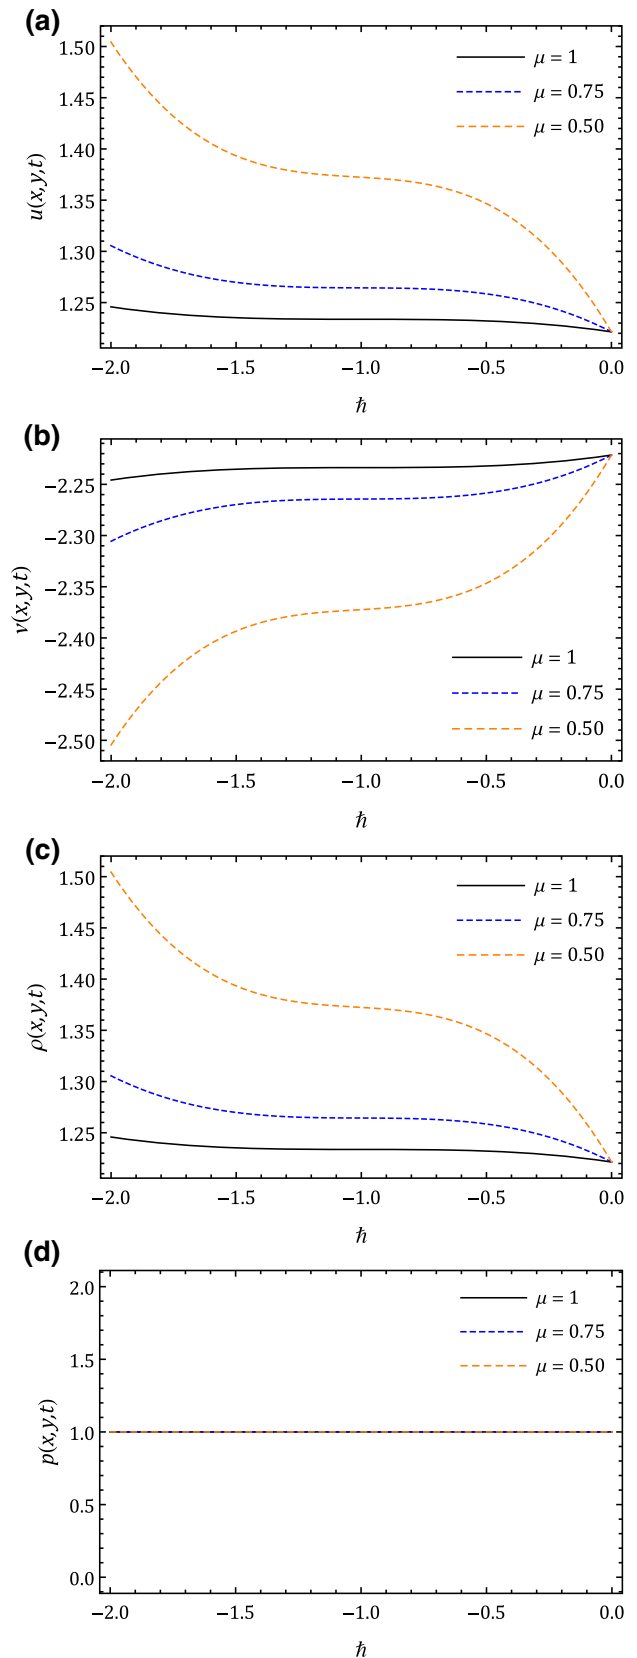 (a)
1.50
1.45
1.40
1.35
1.30
1.25
u(x,y,t)
μ = 1
μ = 0.75
μ = 0.50
−2.0 −1.5 −1.0 −0.5 0.0
ℏ
(b)
−2.25
−2.30
−2.35
−2.40
−2.45
−2.50
v(x,y,t)
μ = 1
μ = 0.75
μ = 0.50
−2.0 −1.5 −1.0 −0.5 0.0
ℏ
(c)
1.50
1.45
1.40
1.35
1.30
1.25
ρ(x,y,t)
μ = 1
μ = 0.75
μ = 0.50
−2.0 −1.5 −1.0 −0.5 0.0
ℏ
(d)
2.0
1.5
1.0
0.5
0.0
p(x,y,t)
μ = 1
μ = 0.75
μ = 0.50
−2.0 −1.5 −1.0 −0.5 0.0
ℏ